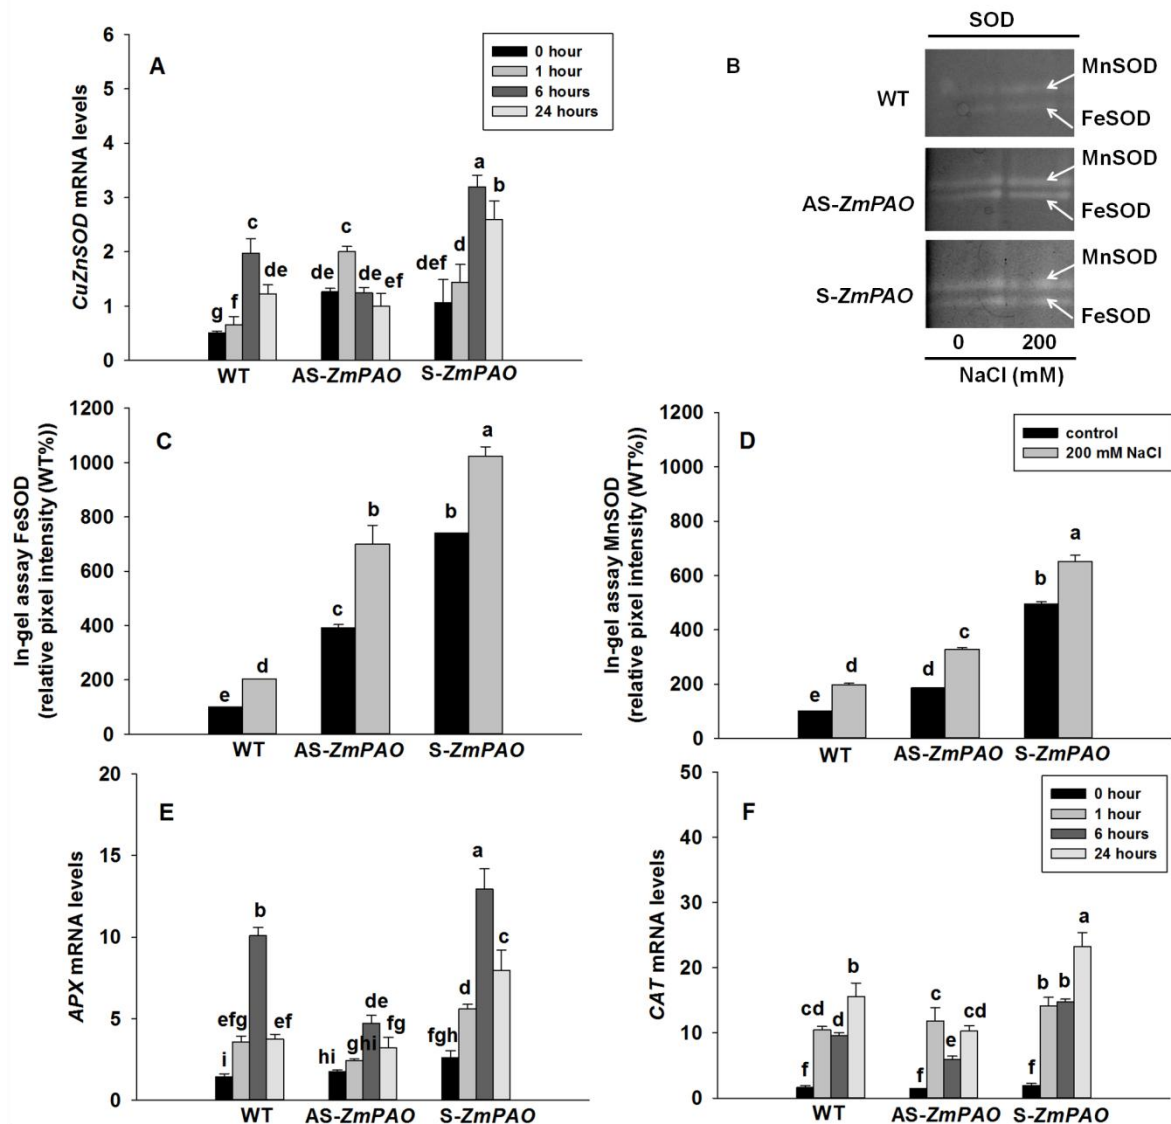 A
6
5
4
3
2
1
0
CuZnSOD mRNA levels
0 hour
1 hour
6 hours
24 hours
g f c de
de c de ef
def d a b
WT AS-ZmPAO S-ZmPAO
B
SOD
WT
MnSOD
FeSOD
AS-ZmPAO
MnSOD
FeSOD
S-ZmPAO
MnSOD
FeSOD
0 200
NaCl (mM)
C
1200
1000
800
600
400
200
0
In-gel assay FeSOD
(relative pixel intensity (WT%))
e d
c b
b a
WT AS-ZmPAO S-ZmPAO
D
1200
1000
800
600
400
200
0
In-gel assay MnSOD
(relative pixel intensity (WT%))
control
200 mM NaCl
e d
d c
b a
WT AS-ZmPAO S-ZmPAO
E
20
15
10
5
0
APX mRNA levels
i efg b ef
hi ghi de fg
fgh d a c
WT AS-ZmPAO S-ZmPAO
F
50
40
30
20
10
0
CAT mRNA levels
0 hour
1 hour
6 hours
24 hours
f cd d b
f c e cd
f b b a
WT AS-ZmPAO S-ZmPAO